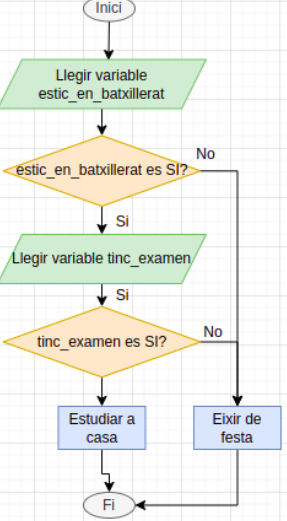 Inici
Llegir variable
estic_en_batxillerat
estic_en_batxillerat es SI?
No
Si
Llegir variable tinc_examen
Si
tinc_examen es SI?
No
Estudiar a
casa
Eixir de
festa
Fi